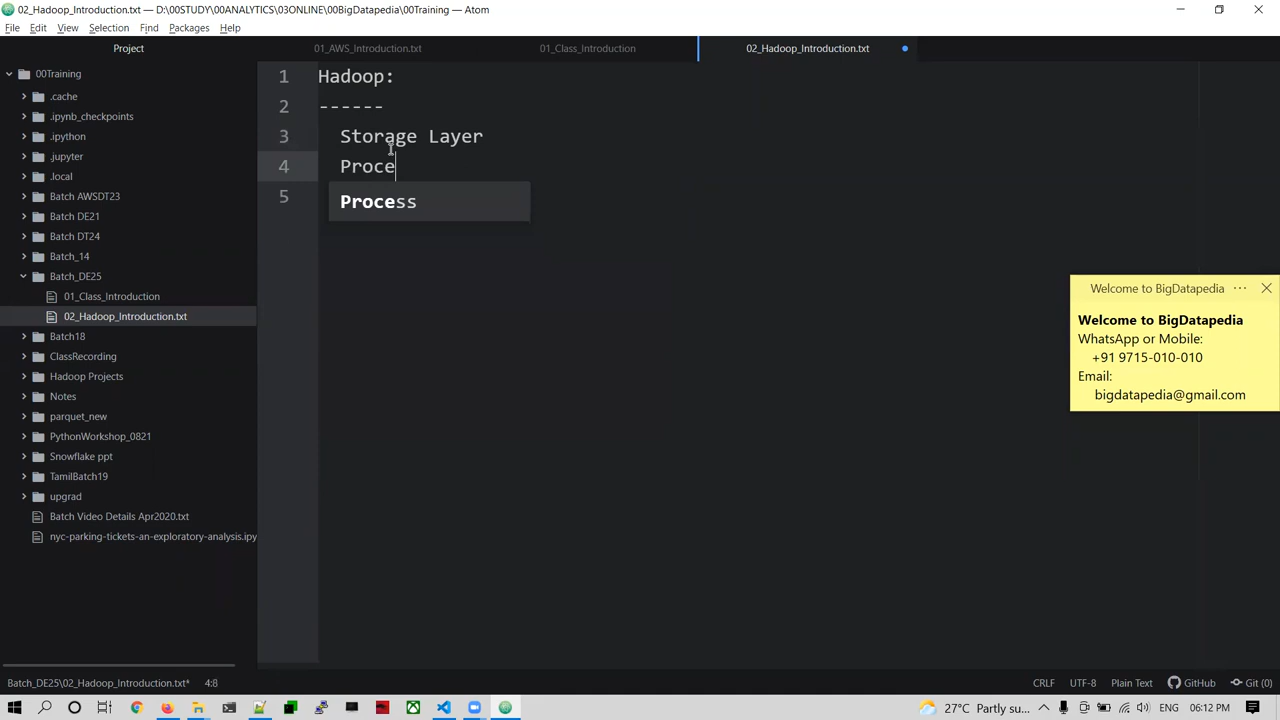 02_Hadoop_Introduction.txt — D:\00STUDY\00ANALYTICS\03ONLINE\00BigDatapedia\00Training — Atom
File Edit View Selection Find Packages Help
Project
01_AWS_Introduction.txt
01_Class_Introduction
02_Hadoop_Introduction.txt
00Training
.cache
.ipynb_checkpoints
.ipython
.jupyter
.local
Batch AWSDT23
Batch DE21
Batch DT24
Batch_14
Batch_DE25
01_Class_Introduction
02_Hadoop_Introduction.txt
Batch18
ClassRecording
Hadoop Projects
Notes
parquet_new
PythonWorkshop_0821
Snowflake ppt
TamilBatch19
upgrad
Batch Video Details Apr2020.txt
nyc-parking-tickets-an-exploratory-analysis.ipy
1 Hadoop:
2 ------
3 Storage Layer
4 Proce
Process
5
Welcome to BigDatapedia ...
Welcome to BigDatapedia
WhatsApp or Mobile:
+91 9715-010-010
Email:
bigdatapedia@gmail.com
Batch_DE25\02_Hadoop_Introduction.txt* 4:8
CRLF UTF-8 Plain Text GitHub Git (0)
27°C Partly su... 06:12 PM